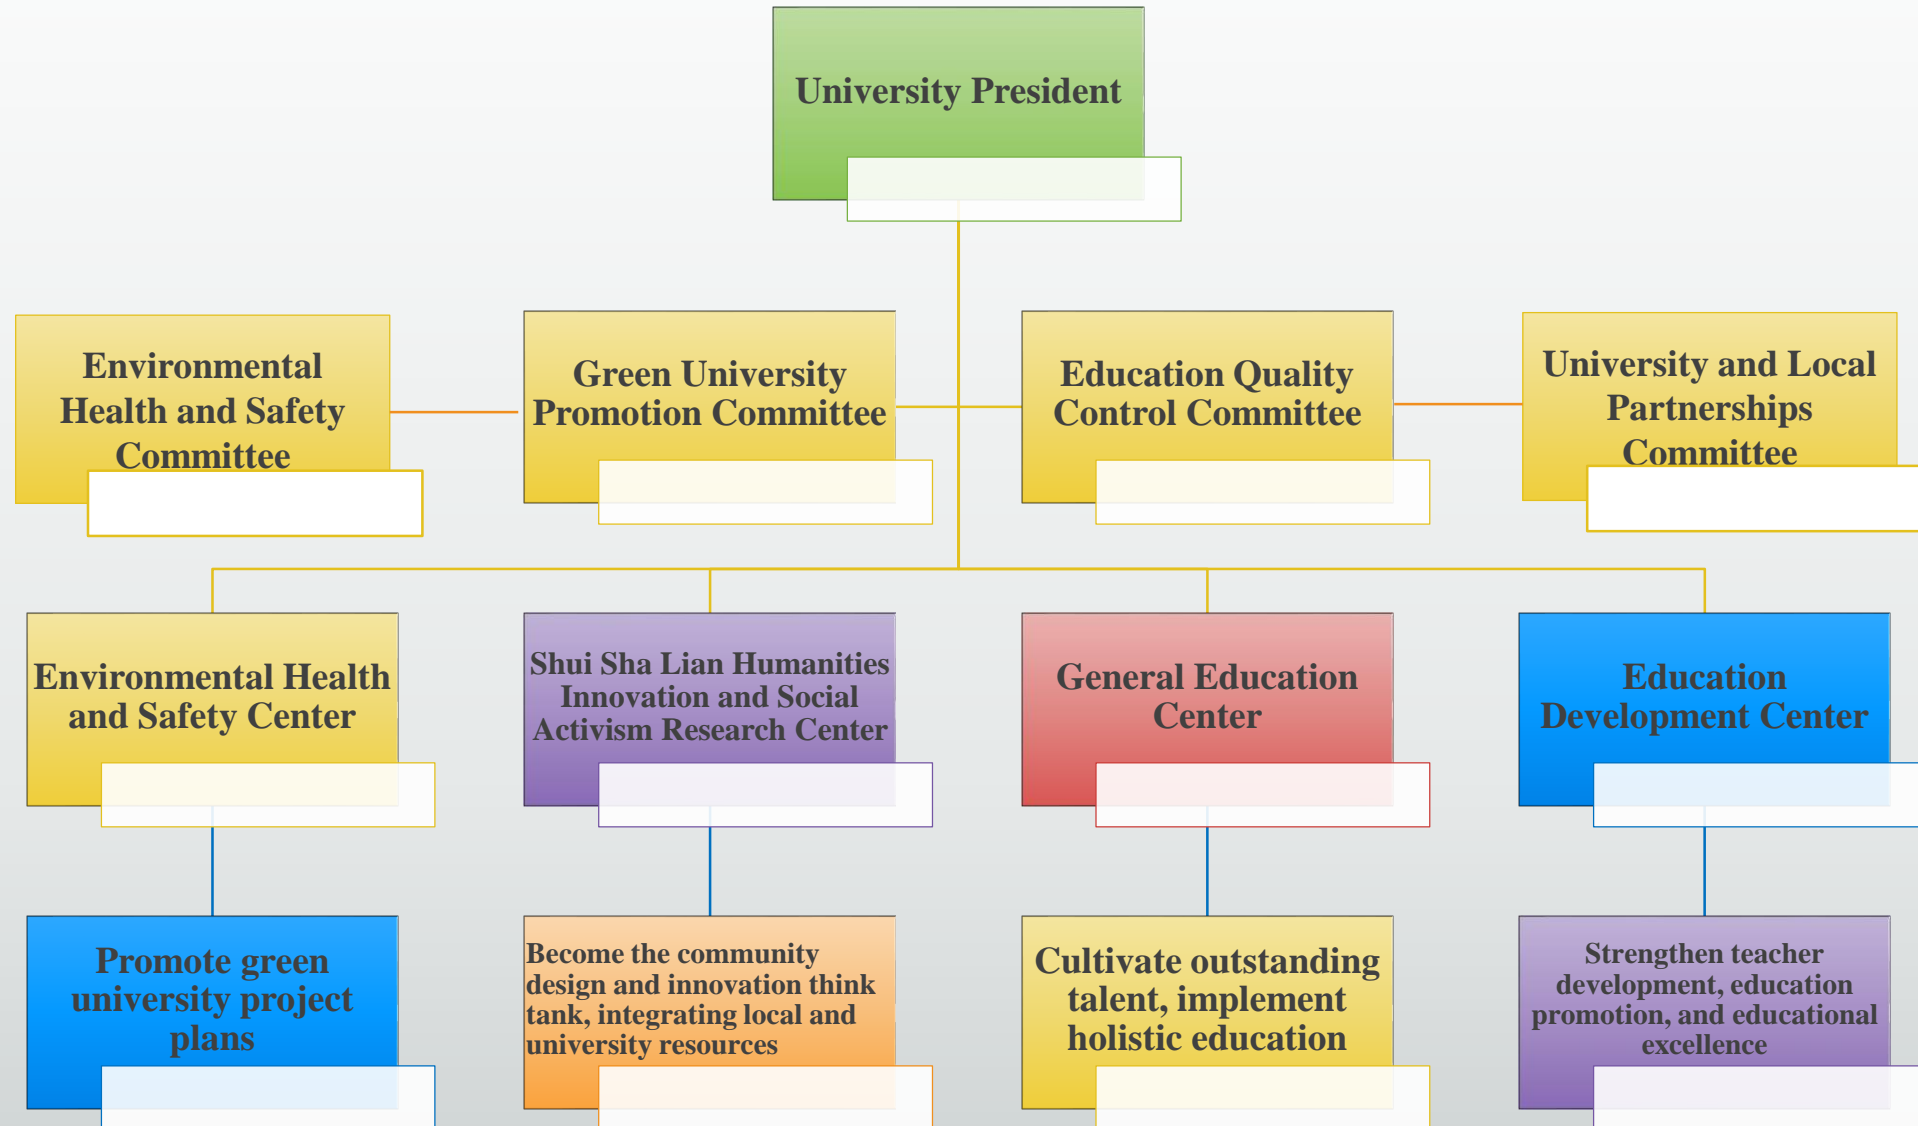 University President
Environmental
Health and Safety
Committee
Green University
Promotion Committee
Education Quality
Control Committee
University and Local
Partnerships
Committee
Environmental Health
and Safety Center
Shui Sha Lian Humanities
Innovation and Social
Activism Research Center
General Education
Center
Education
Development Center
Promote green
university project
plans
Become the community
design and innovation think
tank, integrating local and
university resources
Cultivate outstanding
talent, implement
holistic education
Strengthen teacher
development, education
promotion, and educational
excellence